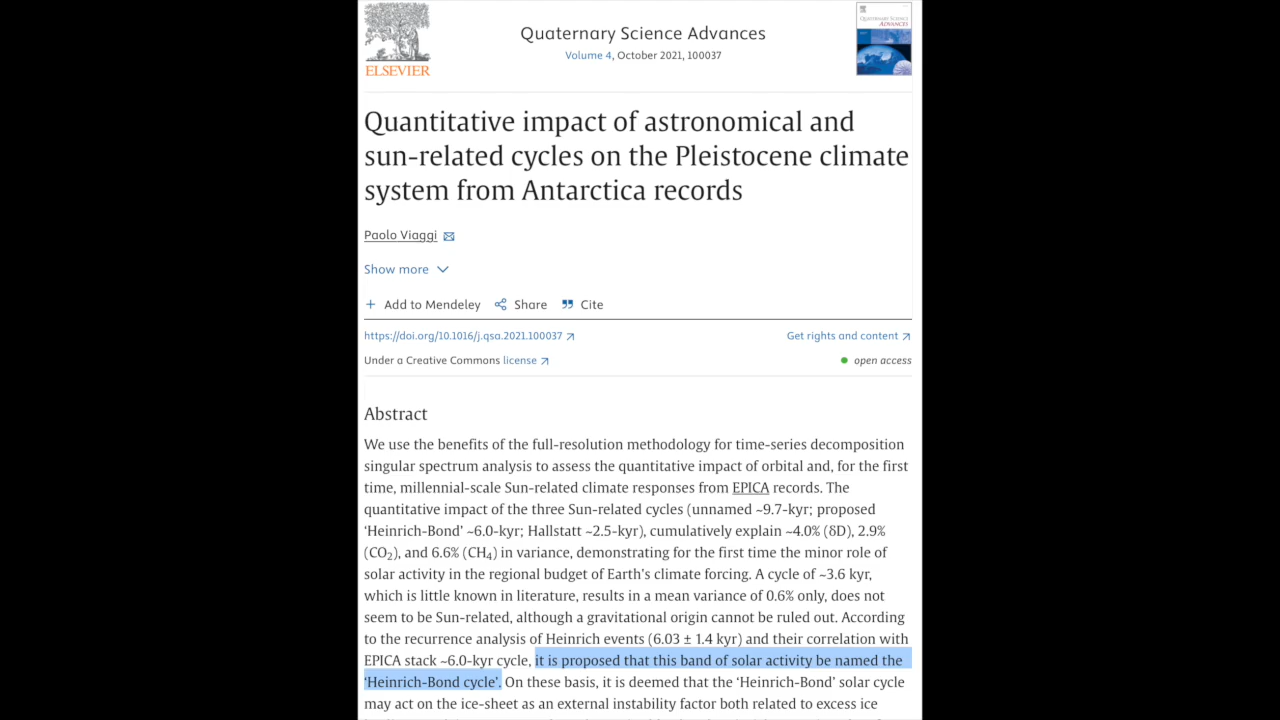 ELSEVIER
Quaternary Science Advances
Volume 4, October 2021, 100037
Quantitative impact of astronomical and
sun-related cycles on the Pleistocene climate
system from Antarctica records
Paolo Viaggi
Show more
Add to Mendeley Share Cite
https://doi.org/10.1016/j.qsa.2021.100037 Get rights and content
Under a Creative Commons license open access
Abstract
We use the benefits of the full-resolution methodology for time-series decomposition
singular spectrum analysis to assess the quantitative impact of orbital and, for the first
time, millennial-scale Sun-related climate responses from EPICA records. The
quantitative impact of the three Sun-related cycles (unnamed ~9.7-kyr; proposed
‘Heinrich-Bond’ ~6.0-kyr; Hallstatt ~2.5-kyr), cumulatively explain ~4.0% (δD), 2.9%
(CO₂), and 6.6% (CH₄) in variance, demonstrating for the first time the minor role of
solar activity in the regional budget of Earth’s climate forcing. A cycle of ~3.6 kyr,
which is little known in literature, results in a mean variance of 0.6% only, does not
seem to be Sun-related, although a gravitational origin cannot be ruled out. According
to the recurrence analysis of Heinrich events (6.03 ± 1.4 kyr) and their correlation with
EPICA stack ~6.0-kyr cycle, it is proposed that this band of solar activity be named the
‘Heinrich-Bond cycle’. On these basis, it is deemed that the ‘Heinrich-Bond’ solar cycle
may act on the ice-sheet as an external instability factor both related to excess ice